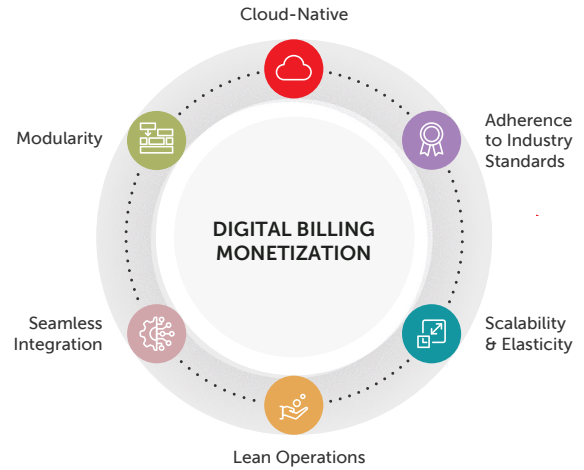 Cloud-Native
Adherence
to Industry
Standards
Scalability
& Elasticity
Lean Operations
Seamless
Integration
Modularity
DIGITAL BILLING
MONETIZATION